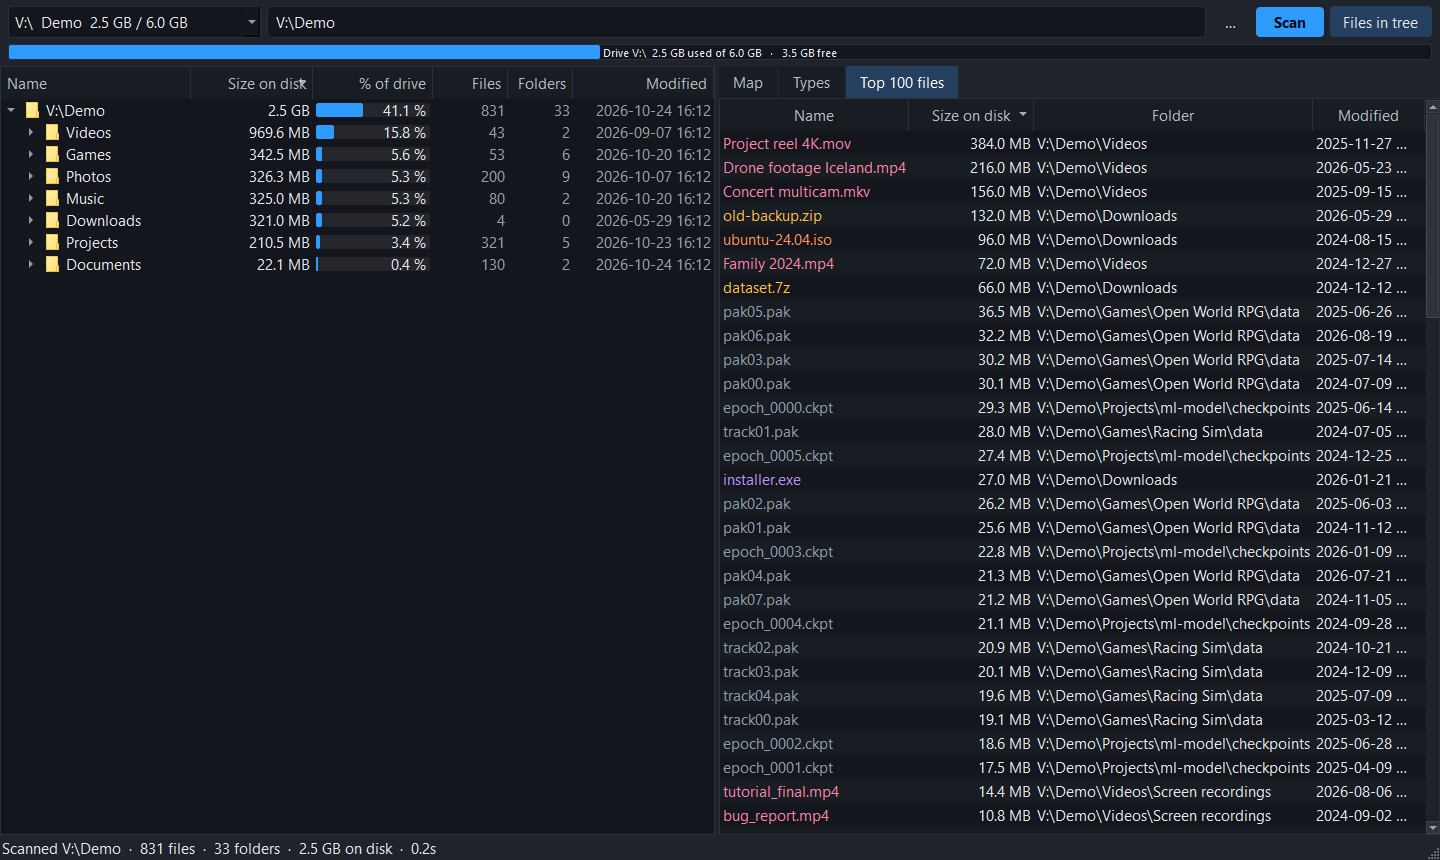 V:\ Demo 2.5 GB / 6.0 GB V:\Demo ... Scan Files in tree
Drive V:\ 2.5 GB used of 6.0 GB · 3.5 GB free
Name Size on disk % of drive Files Folders Modified
V:\Demo 2.5 GB 41.1 % 831 33 2026-10-24 16:12
Videos 969.6 MB 15.8 % 43 2 2026-09-07 16:12
Games 342.5 MB 5.6 % 53 6 2026-10-20 16:12
Photos 326.3 MB 5.3 % 200 9 2026-10-07 16:12
Music 325.0 MB 5.3 % 80 2 2026-10-20 16:12
Downloads 321.0 MB 5.2 % 4 0 2026-05-29 16:12
Projects 210.5 MB 3.4 % 321 5 2026-10-23 16:12
Documents 22.1 MB 0.4 % 130 2 2026-10-24 16:12
Map Types Top 100 files
Name Size on disk Folder Modified
Project reel 4K.mov 384.0 MB V:\Demo\Videos 2025-11-27 ...
Drone footage Iceland.mp4 216.0 MB V:\Demo\Videos 2026-05-23 ...
Concert multicam.mkv 156.0 MB V:\Demo\Videos 2025-09-15 ...
old-backup.zip 132.0 MB V:\Demo\Downloads 2026-05-29 ...
ubuntu-24.04.iso 96.0 MB V:\Demo\Downloads 2024-08-15 ...
Family 2024.mp4 72.0 MB V:\Demo\Videos 2024-12-27 ...
dataset.7z 66.0 MB V:\Demo\Downloads 2024-12-12 ...
pak05.pak 36.5 MB V:\Demo\Games\Open World RPG\data 2025-06-26 ...
pak06.pak 32.2 MB V:\Demo\Games\Open World RPG\data 2026-08-19 ...
pak03.pak 30.2 MB V:\Demo\Games\Open World RPG\data 2025-07-14 ...
pak00.pak 30.1 MB V:\Demo\Games\Open World RPG\data 2024-07-09 ...
epoch_0000.ckpt 29.3 MB V:\Demo\Projects\ml-model\checkpoints 2025-06-14 ...
track01.pak 28.0 MB V:\Demo\Games\Racing Sim\data 2024-07-05 ...
epoch_0005.ckpt 27.4 MB V:\Demo\Projects\ml-model\checkpoints 2024-12-25 ...
installer.exe 27.0 MB V:\Demo\Downloads 2026-01-21 ...
pak02.pak 26.2 MB V:\Demo\Games\Open World RPG\data 2025-06-03 ...
pak01.pak 25.6 MB V:\Demo\Games\Open World RPG\data 2024-11-12 ...
epoch_0003.ckpt 22.8 MB V:\Demo\Projects\ml-model\checkpoints 2026-01-09 ...
pak04.pak 21.3 MB V:\Demo\Games\Open World RPG\data 2026-07-21 ...
pak07.pak 21.2 MB V:\Demo\Games\Open World RPG\data 2024-11-05 ...
epoch_0004.ckpt 21.1 MB V:\Demo\Projects\ml-model\checkpoints 2024-09-28 ...
track02.pak 20.9 MB V:\Demo\Games\Racing Sim\data 2024-10-21 ...
track03.pak 20.1 MB V:\Demo\Games\Racing Sim\data 2024-12-09 ...
track04.pak 19.6 MB V:\Demo\Games\Racing Sim\data 2025-07-09 ...
track00.pak 19.1 MB V:\Demo\Games\Racing Sim\data 2025-03-12 ...
epoch_0002.ckpt 18.6 MB V:\Demo\Projects\ml-model\checkpoints 2025-06-28 ...
epoch_0001.ckpt 17.5 MB V:\Demo\Projects\ml-model\checkpoints 2025-04-09 ...
tutorial_final.mp4 14.4 MB V:\Demo\Videos\Screen recordings 2026-08-06 ...
bug_report.mp4 10.8 MB V:\Demo\Videos\Screen recordings 2024-09-02 ...
Scanned V:\Demo · 831 files · 33 folders · 2.5 GB on disk · 0.2s